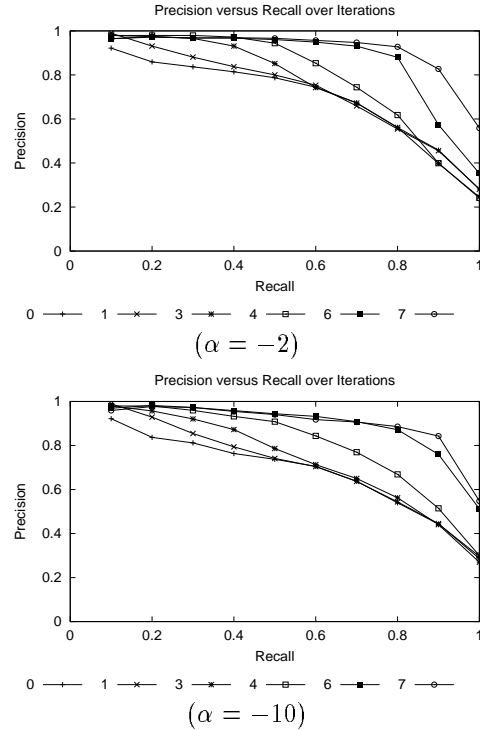 Precision versus Recall over Iterations
1
0.8
0.6
0.4
0.2
0
Precision
0 0.2 0.4 0.6 0.8 1
Recall
0 1 3 4 6 7
(α = −2)
Precision versus Recall over Iterations
1
0.8
0.6
0.4
0.2
0
Precision
0 0.2 0.4 0.6 0.8 1
Recall
0 1 3 4 6 7
(α = −10)